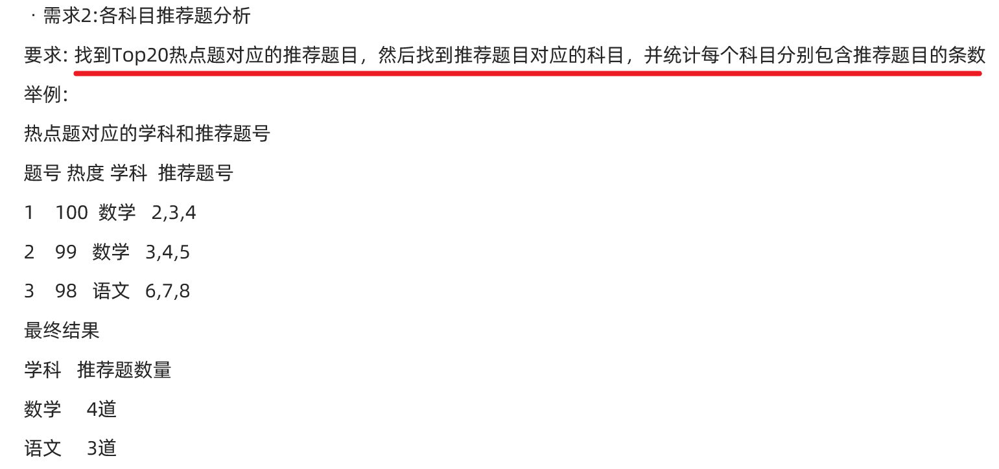 · 需求2:各科目推荐题分析
要求: 找到Top20热点题对应的推荐题目，然后找到推荐题目对应的科目，并统计每个科目分别包含推荐题目的条数
举例：
热点题对应的学科和推荐题号
题号 热度 学科 推荐题号
1 100 数学 2,3,4
2 99 数学 3,4,5
3 98 语文 6,7,8
最终结果
学科 推荐题数量
数学 4道
语文 3道